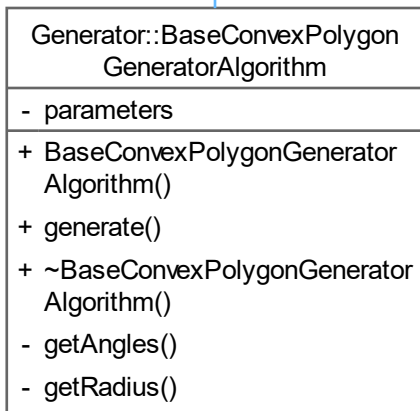 Generator::BaseConvexPolygon
GeneratorAlgorithm
- parameters
+ BaseConvexPolygonGenerator
Algorithm()
+ generate()
+ ~BaseConvexPolygonGenerator
Algorithm()
- getAngles()
- getRadius()